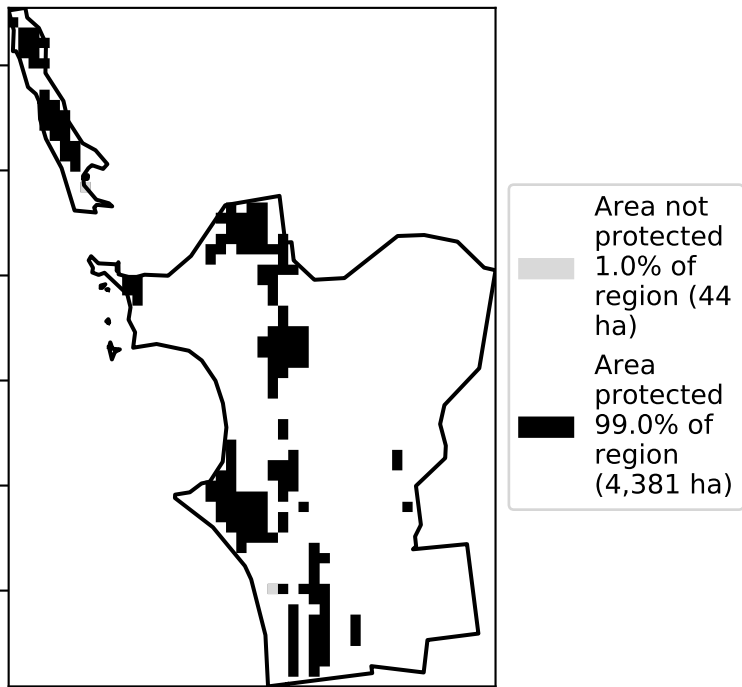 Area not
protected
1.0% of
region (44
ha)
Area
protected
99.0% of
region
(4,381 ha)